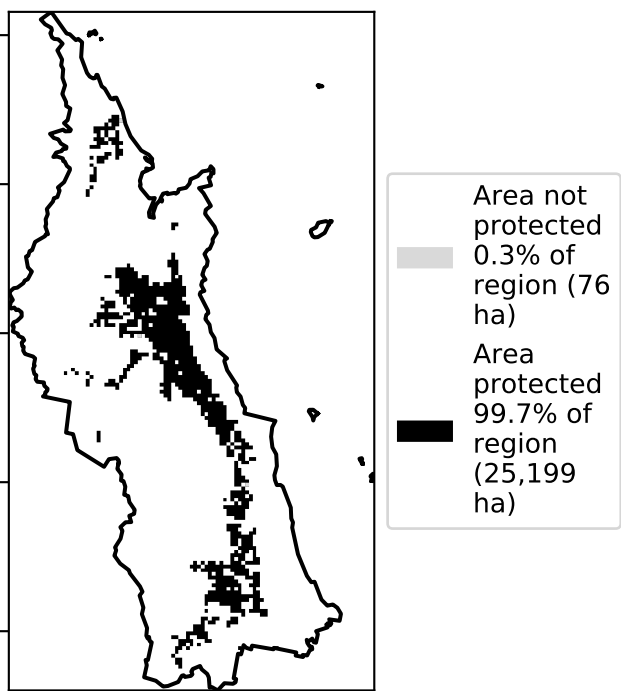 Area not
protected
0.3% of
region (76
ha)
Area
protected
99.7% of
region
(25,199
ha)